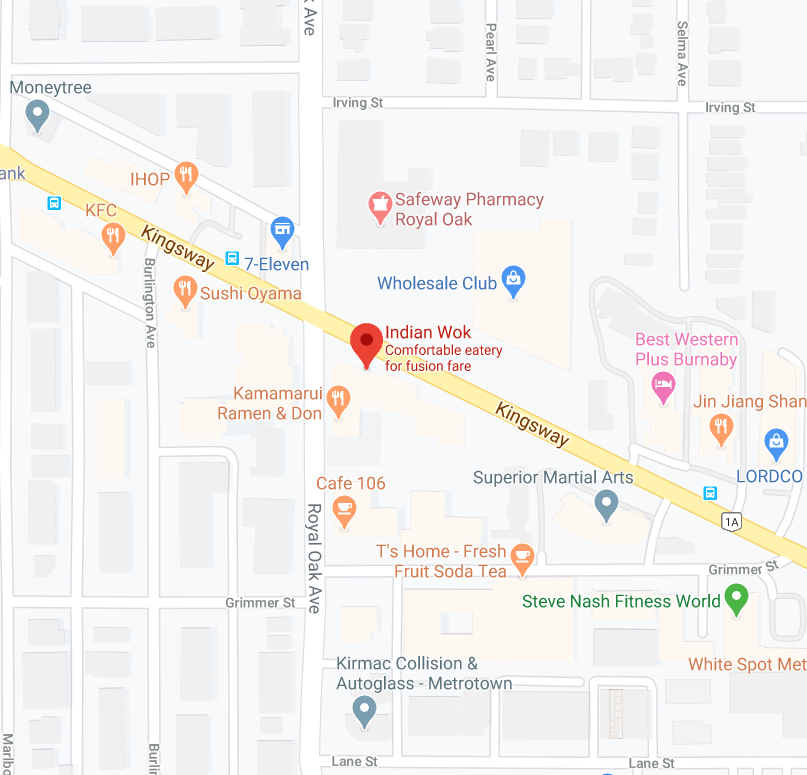 k Ave
Pearl Ave
Selma Ave
Moneytree
Irving St
Irving St
ank
IHOP
Safeway Pharmacy
Royal Oak
KFC
Kingsway
7-Eleven
Wholesale Club
Sushi Oyama
Burlington Ave
Indian Wok
Comfortable eatery
for fusion fare
Best Western
Plus Burnaby
Kamamarui
Ramen & Don
Kingsway
Jin Jiang Shan
Cafe 106
Superior Martial Arts
LORDCO
1A
Royal Oak Ave
T's Home - Fresh
Fruit Soda Tea
Grimmer St
Grimmer St
Steve Nash Fitness World
Kirmac Collision &
Autoglass - Metrotown
White Spot Met
Marlbo
Burlin
Lane St
Lane St